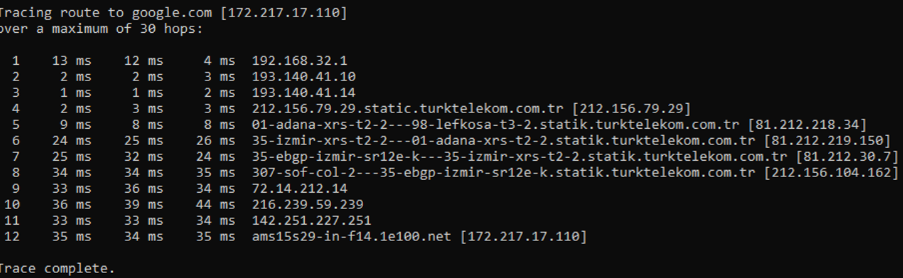 Tracing route to google.com [172.217.17.110]
over a maximum of 30 hops:
1 13 ms 12 ms 4 ms 192.168.32.1
2 2 ms 2 ms 3 ms 193.140.41.10
3 1 ms 1 ms 2 ms 193.140.41.14
4 2 ms 3 ms 3 ms 212.156.79.29.static.turktelekom.com.tr [212.156.79.29]
5 9 ms 8 ms 8 ms 01-adana-xrs-t2-2---98-lefkosa-t3-2.statik.turktelekom.com.tr [81.212.218.34]
6 24 ms 25 ms 26 ms 35-izmir-xrs-t2-2---01-adana-xrs-t2-2.statik.turktelekom.com.tr [81.212.219.150]
7 25 ms 32 ms 24 ms 35-ebgp-izmir-sr12e-k---35-izmir-xrs-t2-2.statik.turktelekom.com.tr [81.212.30.7]
8 34 ms 34 ms 35 ms 307-sof-col-2---35-ebgp-izmir-sr12e-k.statik.turktelekom.com.tr [212.156.104.162]
9 33 ms 36 ms 34 ms 72.14.212.14
10 36 ms 39 ms 44 ms 216.239.59.239
11 33 ms 33 ms 34 ms 142.251.227.251
12 35 ms 34 ms 35 ms ams15s29-in-f14.1e100.net [172.217.17.110]
Trace complete.